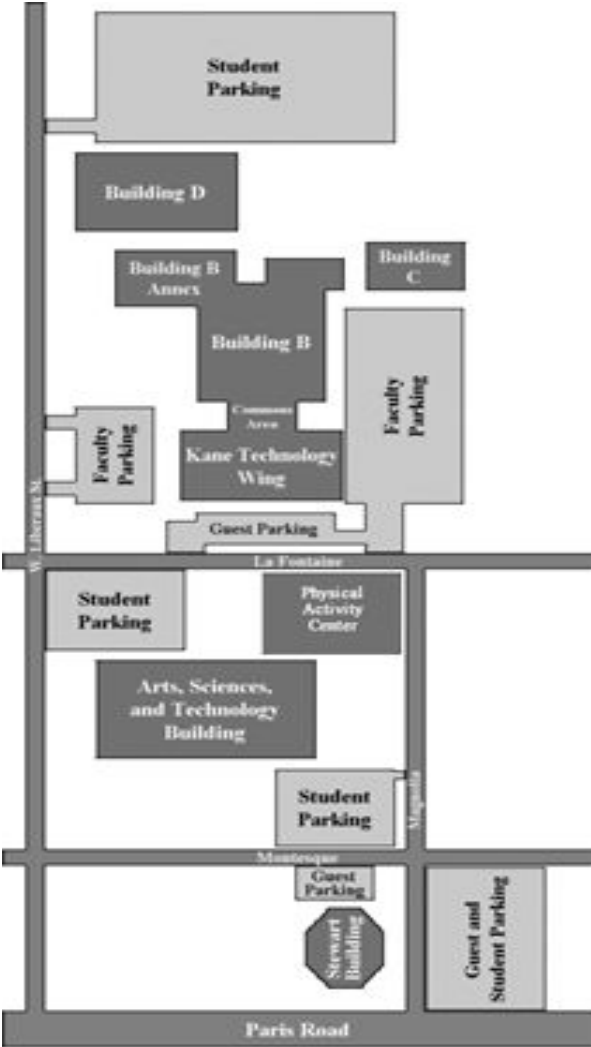 Student
Parking
Building D
Building B
Annex
Building
C
Building B
Commons
Area
Faculty
Parking
Kane Technology
Wing
Faculty
Parking
W. Liberaux St.
Guest Parking
La Fontaine
Student
Parking
Physical
Activity
Center
Arts, Sciences,
and Technology
Building
Student
Parking
Magnolia
Montesque
Guest
Parking
Stewart
Building
Guest and
Student Parking
Paris Road